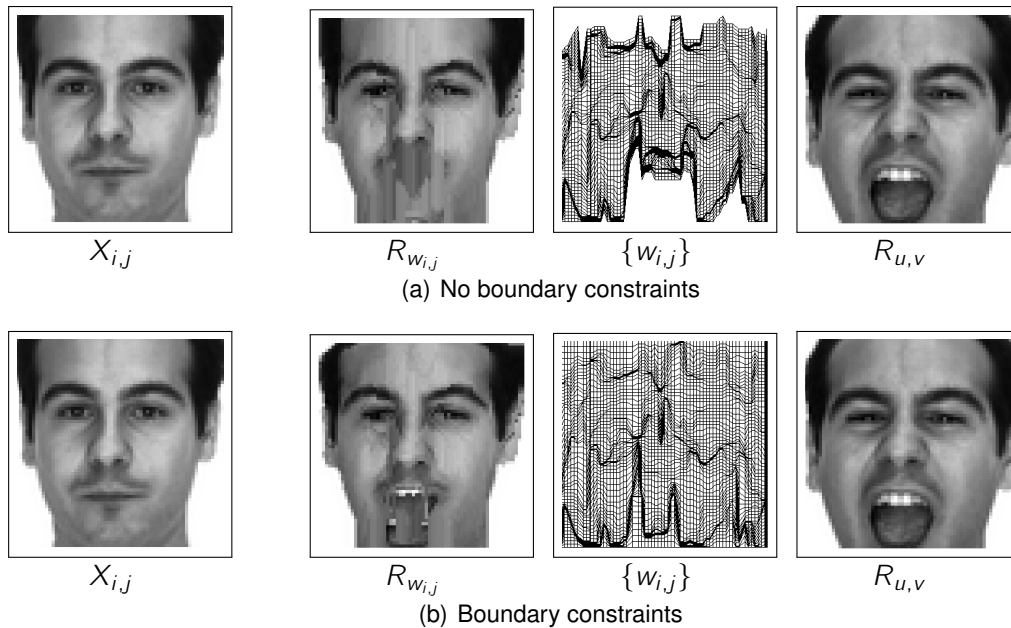 X_{i,j} R_{w_{i,j}} {w_{i,j}} R_{u,v}
(a) No boundary constraints
X_{i,j} R_{w_{i,j}} {w_{i,j}} R_{u,v}
(b) Boundary constraints